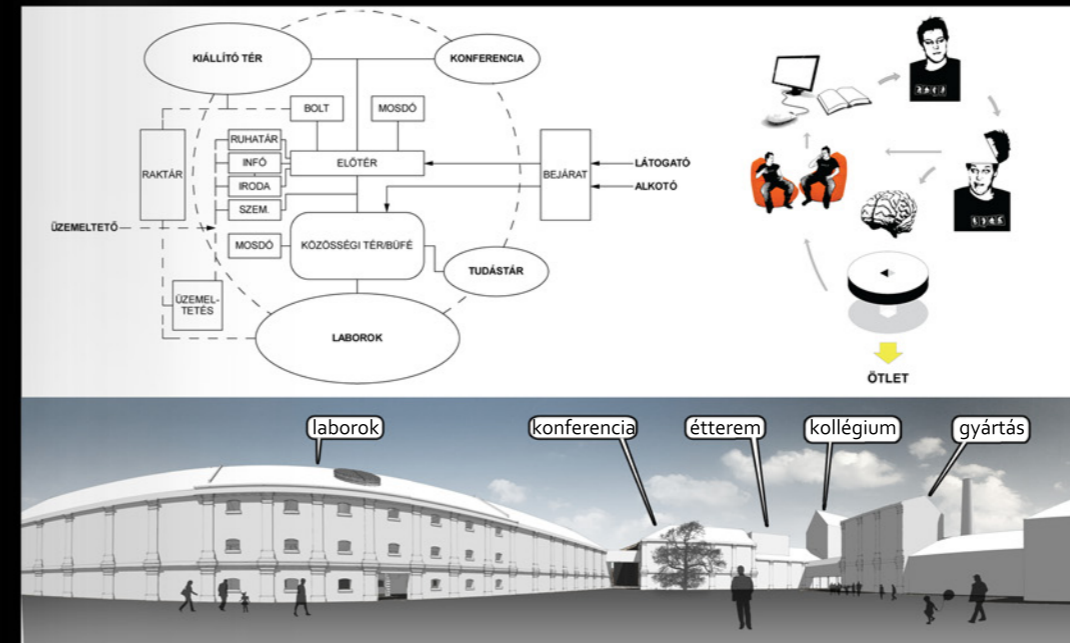 KIÁLLÍTÓ TÉR
KONFERENCIA
BOLT
MOSDÓ
RAKTÁR
RUHATÁR
INFÓ
IRODA
SZEM.
ELŐTÉR
BEJÁRAT
LÁTOGATÓ
ALKOTÓ
ÜZEMELTETŐ
MOSDÓ
KÖZÖSSÉGI TÉR/BÜFÉ
TUDÁSTÁR
ÜZEMEL-
TETÉS
LABOROK
ÖTLET
laborok
konferencia
étterem
kollégium
gyártás